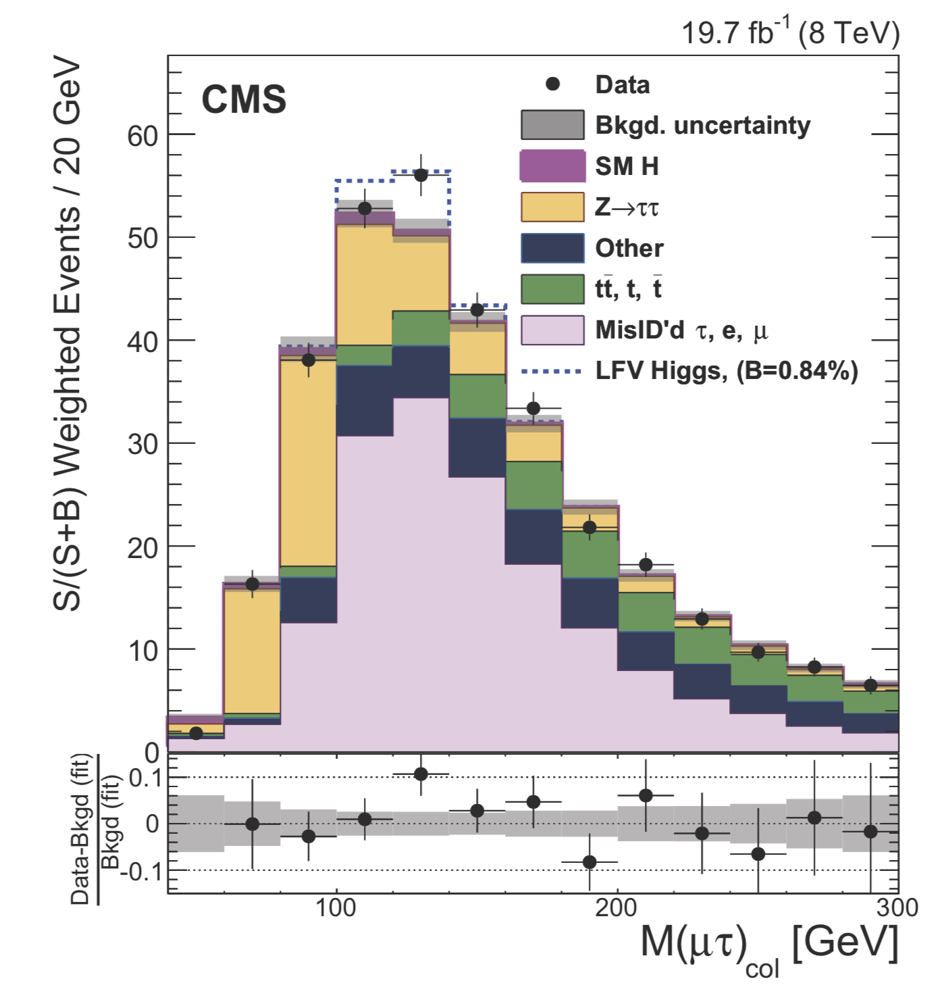 19.7 fb⁻¹ (8 TeV)
CMS
S/(S+B) Weighted Events / 20 GeV
60
50
40
30
20
10
0
Data
Bkgd. uncertainty
SM H
Z→ττ
Other
tt̄, t, t̄
MisID'd τ, e, μ
LFV Higgs, (B=0.84%)
Data-Bkgd (fit)
Bkgd (fit)
0.1
0
-0.1
100
200
300
M(μτ)col [GeV]